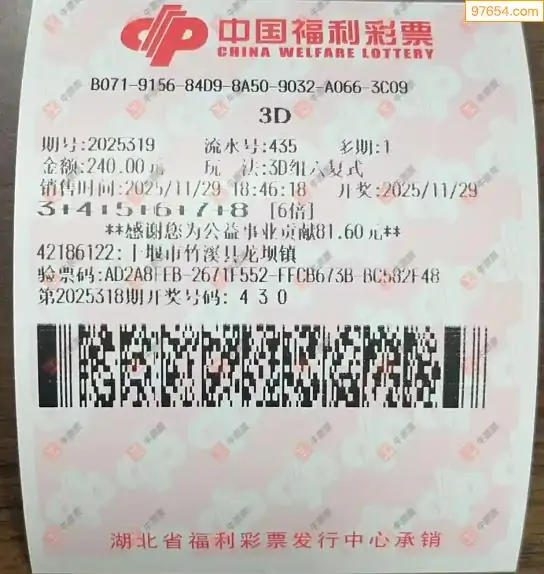 97654.com
中国福利彩票
CHINA WELFARE LOTTERY
B071-9156-84D9-8A50-9032-A066-3C09
3D
期号:2025319 流水号:435 多期:1
金额:240.00元 玩 法:3D组六复式
销售时间:2025/11/29 18:46:18 开奖:2025/11/29
3+4+5+6+7+8 [6倍]
**感谢您为公益事业贡献81.60元**
42186122:十堰市竹溪县龙坝镇
验票码:AD2A8FFB-2671F552-FFCB673B-BC582F48
第2025318期开奖号码: 4 3 0
湖北省福利彩票发行中心承销